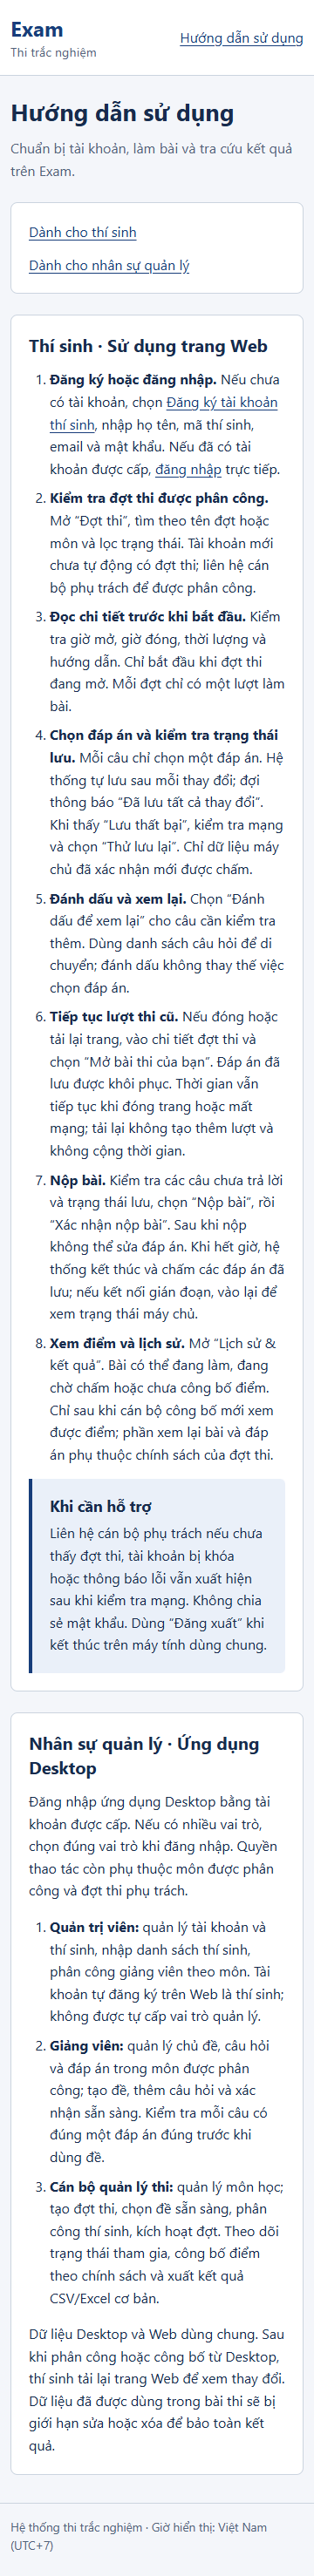 Exam
Thi trắc nghiệm
Hướng dẫn sử dụng
Hướng dẫn sử dụng
Chuẩn bị tài khoản, làm bài và tra cứu kết quả
trên Exam.
Dành cho thí sinh
Dành cho nhân sự quản lý
Thí sinh · Sử dụng trang Web
1. Đăng ký hoặc đăng nhập. Nếu chưa
có tài khoản, chọn Đăng ký tài khoản
thí sinh, nhập họ tên, mã thí sinh,
email và mật khẩu. Nếu đã có tài
khoản được cấp, đăng nhập trực tiếp.
2. Kiểm tra đợt thi được phân công.
Mở “Đợt thi”, tìm theo tên đợt hoặc
môn và lọc trạng thái. Tài khoản mới
chưa tự động có đợt thi; liên hệ cán
bộ phụ trách để được phân công.
3. Đọc chi tiết trước khi bắt đầu. Kiểm
tra giờ mở, giờ đóng, thời lượng và
hướng dẫn. Chỉ bắt đầu khi đợt thi
đang mở. Mỗi đợt chỉ có một lượt làm
bài.
4. Chọn đáp án và kiểm tra trạng thái
lưu. Mỗi câu chỉ chọn một đáp án. Hệ
thống tự lưu sau mỗi thay đổi; đợi
thông báo “Đã lưu tất cả thay đổi”.
Khi thấy “Lưu thất bại”, kiểm tra mạng
và chọn “Thử lưu lại”. Chỉ dữ liệu máy
chủ đã xác nhận mới được chấm.
5. Đánh dấu và xem lại. Chọn “Đánh
dấu để xem lại” cho câu cần kiểm tra
thêm. Dùng danh sách câu hỏi để di
chuyển; đánh dấu không thay thế việc
chọn đáp án.
6. Tiếp tục lượt thi cũ. Nếu đóng hoặc
tải lại trang, vào chi tiết đợt thi và
chọn “Mở bài thi của bạn”. Đáp án đã
lưu được khôi phục. Thời gian vẫn
tiếp tục khi đóng trang hoặc mất
mạng; tải lại không tạo thêm lượt và
không cộng thời gian.
7. Nộp bài. Kiểm tra các câu chưa trả lời
và trạng thái lưu, chọn “Nộp bài”, rồi
“Xác nhận nộp bài”. Sau khi nộp
không thể sửa đáp án. Khi hết giờ, hệ
thống kết thúc và chấm các đáp án đã
lưu; nếu kết nối gián đoạn, vào lại để
xem trạng thái máy chủ.
8. Xem điểm và lịch sử. Mở “Lịch sử &
kết quả”. Bài có thể đang làm, đang
chờ chấm hoặc chưa công bố điểm.
Chỉ sau khi cán bộ công bố mới xem
được điểm; phần xem lại bài và đáp
án phụ thuộc chính sách của đợt thi.
Khi cần hỗ trợ
Liên hệ cán bộ phụ trách nếu chưa
thấy đợt thi, tài khoản bị khóa
hoặc thông báo lỗi vẫn xuất hiện
sau khi kiểm tra mạng. Không chia
sẻ mật khẩu. Dùng “Đăng xuất” khi
kết thúc trên máy tính dùng chung.
Nhân sự quản lý · Ứng dụng
Desktop
Đăng nhập ứng dụng Desktop bằng tài
khoản được cấp. Nếu có nhiều vai trò,
chọn đúng vai trò khi đăng nhập. Quyền
thao tác còn phụ thuộc môn được phân
công và đợt thi phụ trách.
1. Quản trị viên: quản lý tài khoản và
thí sinh, nhập danh sách thí sinh,
phân công giảng viên theo môn. Tài
khoản tự đăng ký trên Web là thí sinh;
không được tự cấp vai trò quản lý.
2. Giảng viên: quản lý chủ đề, câu hỏi
và đáp án trong môn được phân
công; tạo đề, thêm câu hỏi và xác
nhận sẵn sàng. Kiểm tra mỗi câu có
đúng một đáp án đúng trước khi
dùng đề.
3. Cán bộ quản lý thi: quản lý môn học;
tạo đợt thi, chọn đề sẵn sàng, phân
công thí sinh, kích hoạt đợt. Theo dõi
trạng thái tham gia, công bố điểm
theo chính sách và xuất kết quả
CSV/Excel cơ bản.
Dữ liệu Desktop và Web dùng chung. Sau
khi phân công hoặc công bố từ Desktop,
thí sinh tải lại trang Web để xem thay đổi.
Dữ liệu đã được dùng trong bài thi sẽ bị
giới hạn sửa hoặc xóa để bảo toàn kết
quả.
Hệ thống thi trắc nghiệm · Giờ hiển thị: Việt Nam
(UTC+7)